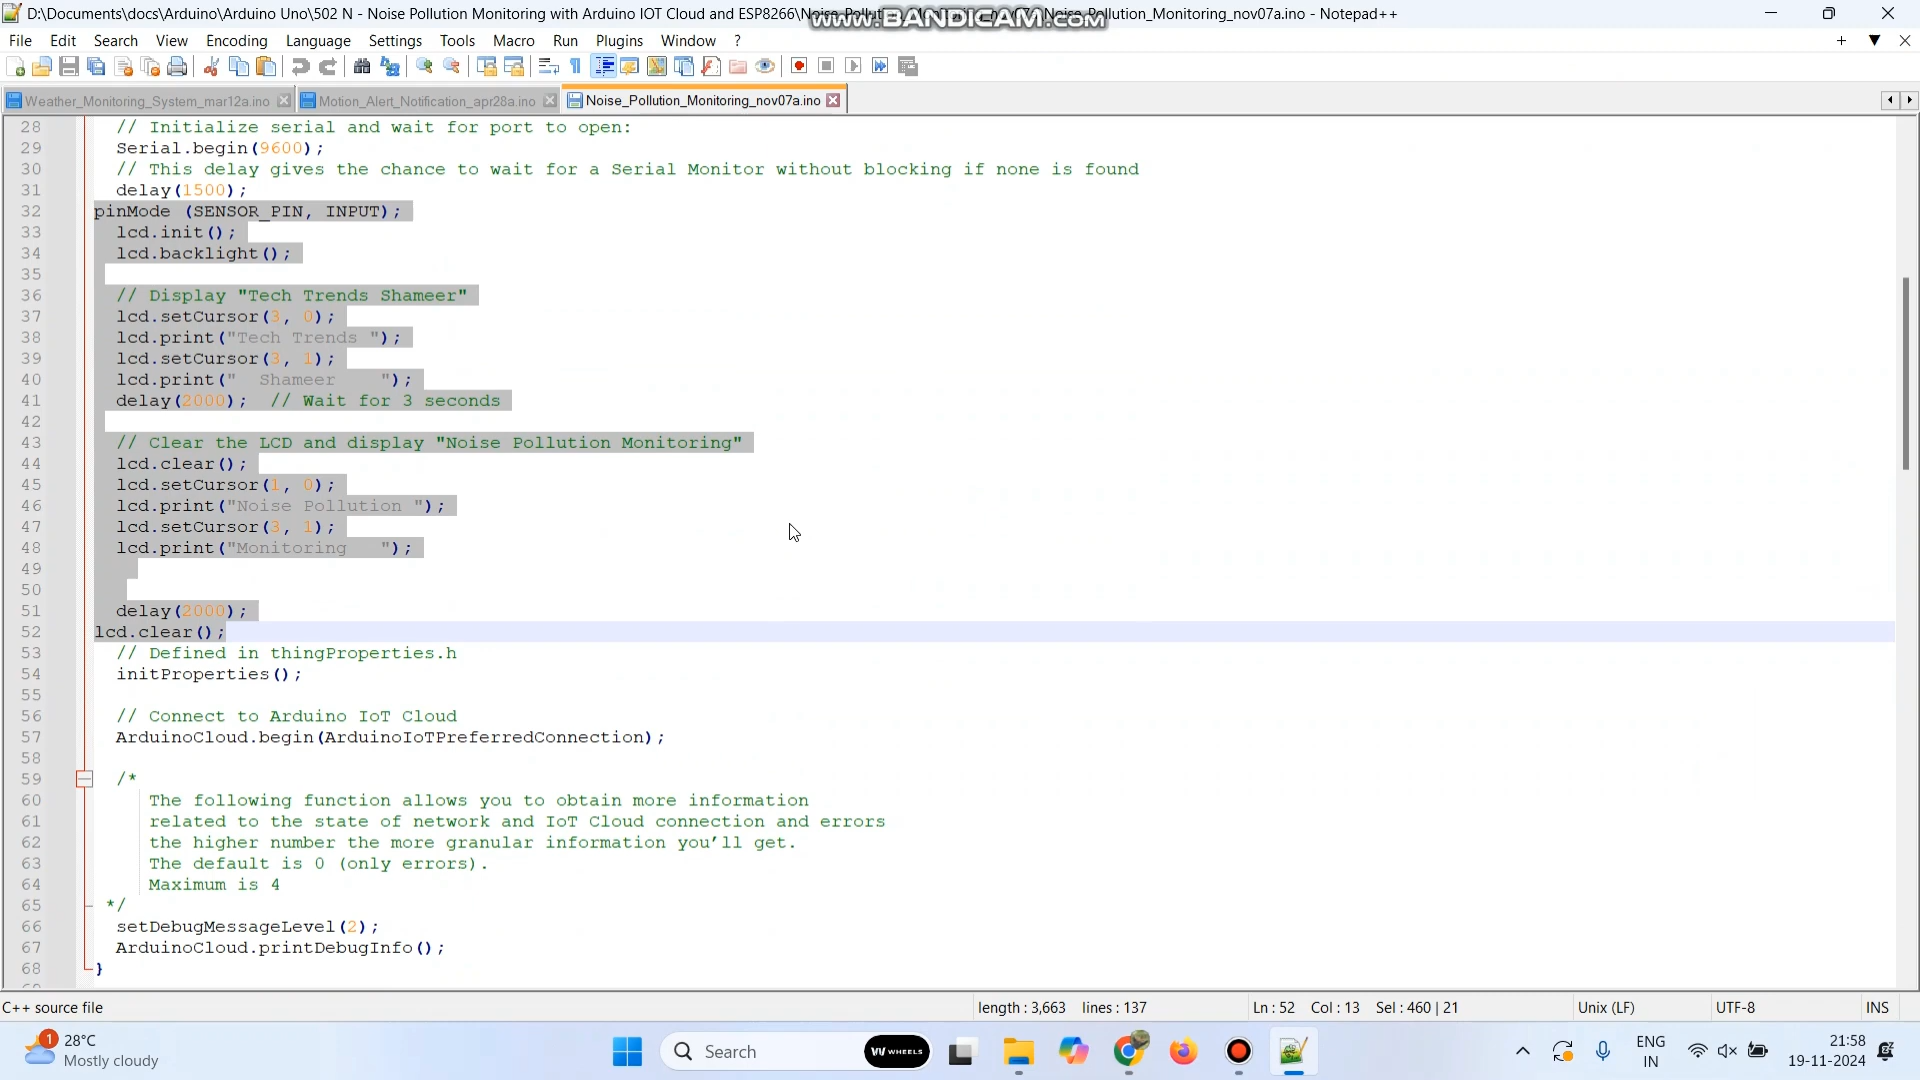 D:\Documents\docs\Arduino\Arduino Uno\502 N - Noise Pollution Monitoring with Arduino IOT Cloud and ESP8266\Noise_Pollution_Monitoring_nov07a\Noise_Pollution_Monitoring_nov07a.ino - Notepad++
www.BANDICAM.com
File Edit Search View Encoding Language Settings Tools Macro Run Plugins Window ?
Weather_Monitoring_System_mar12a.ino Motion_Alert_Notification_apr28a.ino Noise_Pollution_Monitoring_nov07a.ino
28 // Initialize serial and wait for port to open:
29 Serial.begin(9600);
30 // This delay gives the chance to wait for a Serial Monitor without blocking if none is found
31 delay(1500);
32 pinMode (SENSOR_PIN, INPUT);
33 lcd.init();
34 lcd.backlight();
35
36 // Display "Tech Trends Shameer"
37 lcd.setCursor(3, 0);
38 lcd.print("Tech Trends ");
39 lcd.setCursor(3, 1);
40 lcd.print("  Shameer    ");
41 delay(2000);  // Wait for 3 seconds
42
43 // Clear the LCD and display "Noise Pollution Monitoring"
44 lcd.clear();
45 lcd.setCursor(1, 0);
46 lcd.print("Noise Pollution ");
47 lcd.setCursor(3, 1);
48 lcd.print("Monitoring   ");
49
50
51 delay(2000);
52 lcd.clear();
53 // Defined in thingProperties.h
54 initProperties();
55
56 // Connect to Arduino IoT Cloud
57 ArduinoCloud.begin(ArduinoIoTPreferredConnection);
58
59 /*
60 The following function allows you to obtain more information
61 related to the state of network and IoT Cloud connection and errors
62 the higher number the more granular information you’ll get.
63 The default is 0 (only errors).
64 Maximum is 4
65 */
66 setDebugMessageLevel(2);
67 ArduinoCloud.printDebugInfo();
68 }
C++ source file length : 3,663 lines : 137 Ln : 52 Col : 13 Sel : 460 | 21 Unix (LF) UTF-8 INS
1 28°C
Mostly cloudy
Search
WHEELS
ENG
IN
21:58
19-11-2024